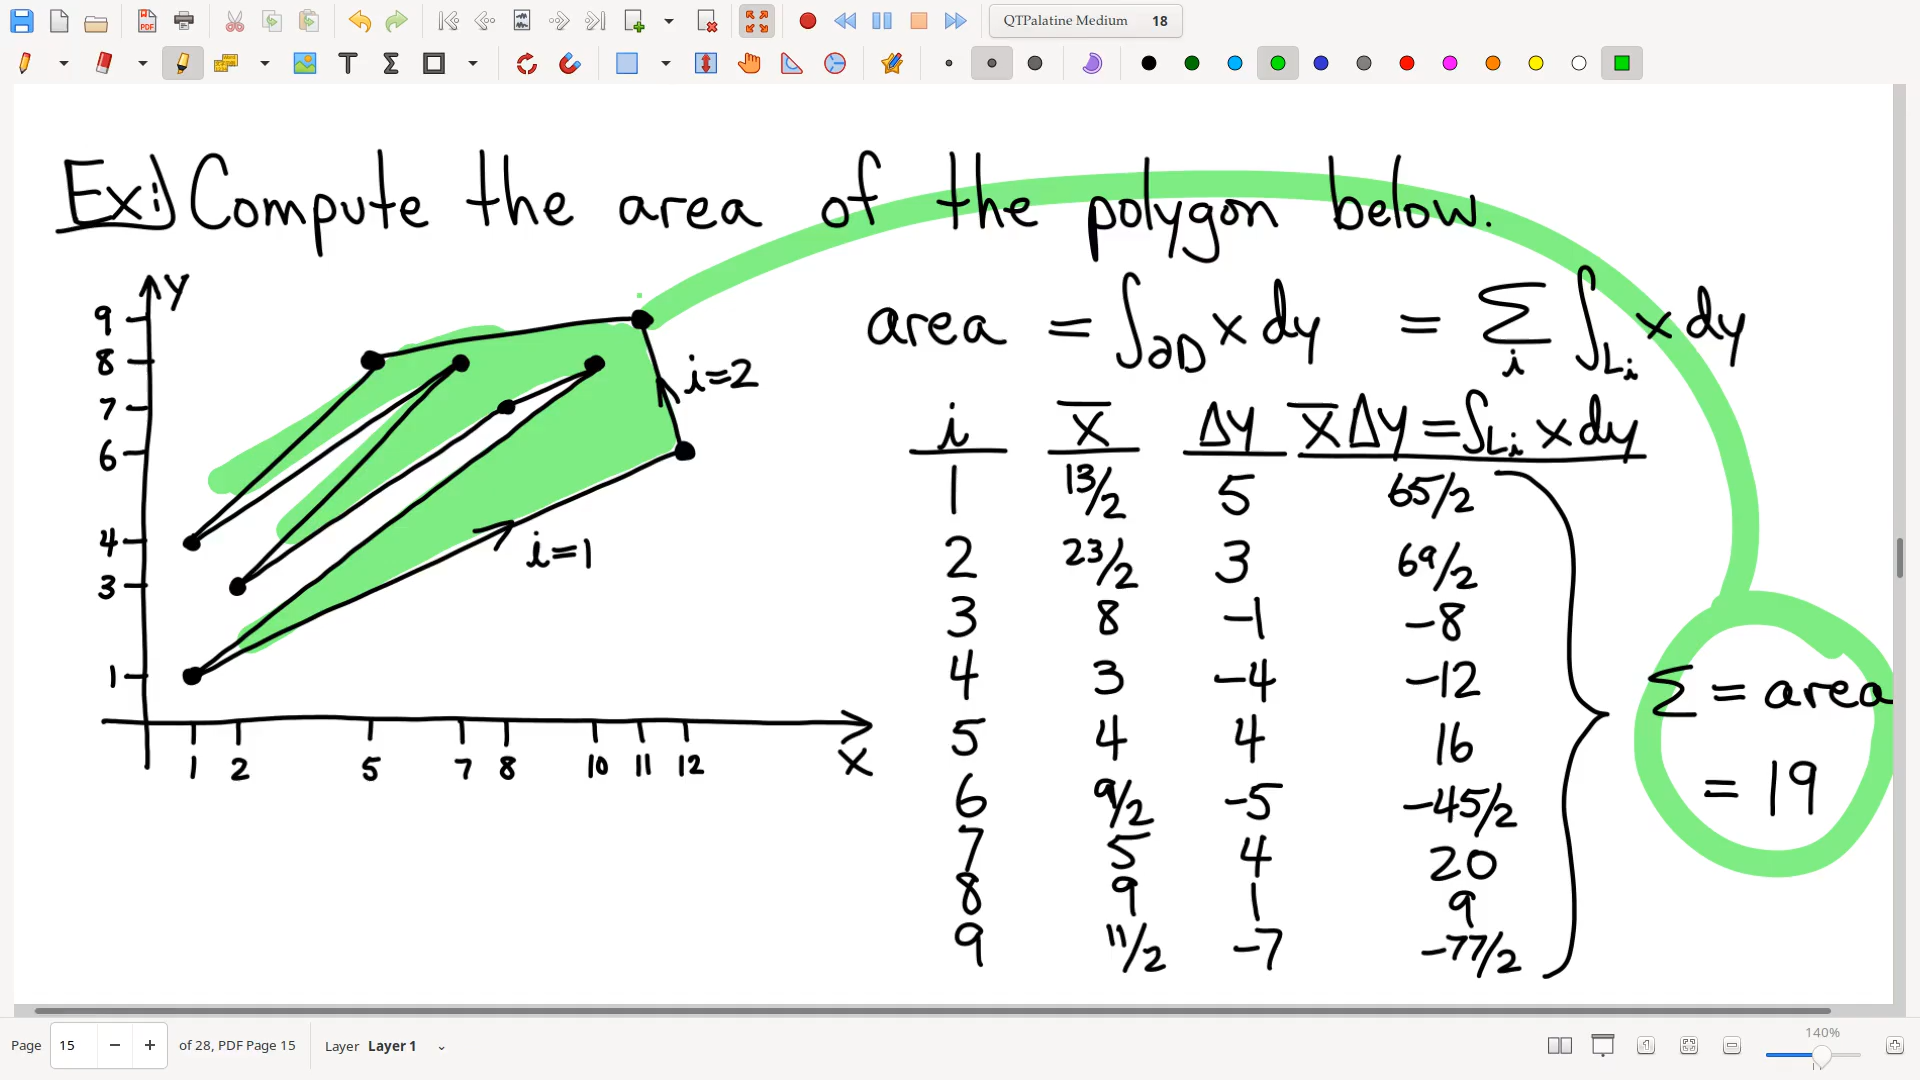 QTPalatine Medium 18
Ex:) Compute the area of the polygon below.
y
9
8
7
6
4
3
1
1 2 5 7 8 10 11 12
x
i=2
i=1
area = ∫∂D x dy = Σi ∫Li x dy
i x̄ Δy x̄Δy = ∫Li x dy
1 13/2 5 65/2
2 23/2 3 69/2
3 8 -1 -8
4 3 -4 -12
5 4 4 16
6 9/2 -5 -45/2
7 5 4 20
8 9 1 9
9 11/2 -7 -77/2
Σ = area
= 19
Page 15 of 28, PDF Page 15 Layer Layer 1
140%